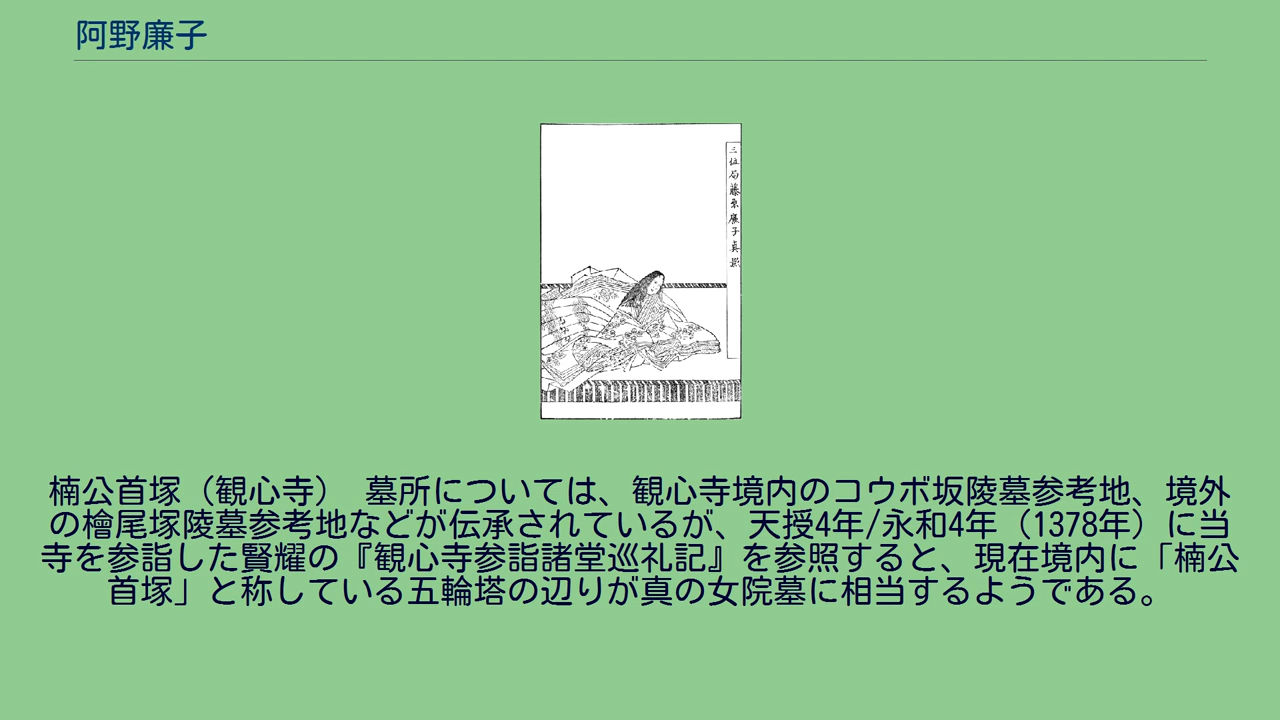 阿野廉子
三位局藤原廉子真影
楠公首塚（観心寺） 墓所については、観心寺境内のコウボ坂陵墓参考地、境外
の檜尾塚陵墓参考地などが伝承されているが、天授4年/永和4年（1378年）に当
寺を参詣した賢耀の『観心寺参詣諸堂巡礼記』を参照すると、現在境内に「楠公
首塚」と称している五輪塔の辺りが真の女院墓に相当するようである。